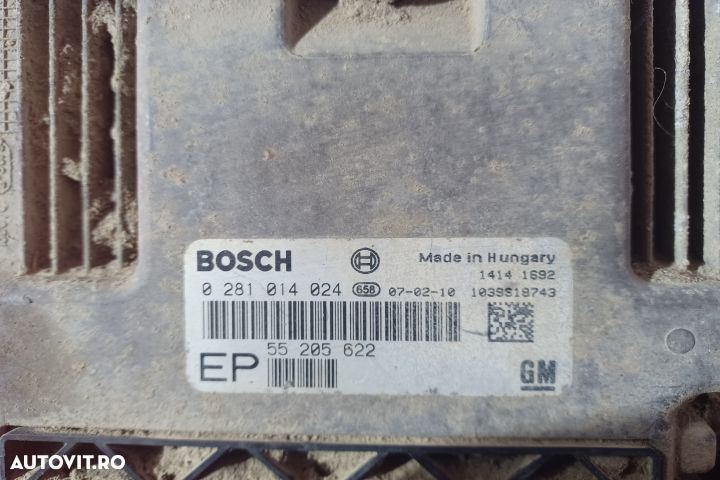 BOSCH
Made in Hungary
1414 1692
0 281 014 024 658 07-02-10 1039S18743
55 205 622
EP
GM
AUTOVIT.RO